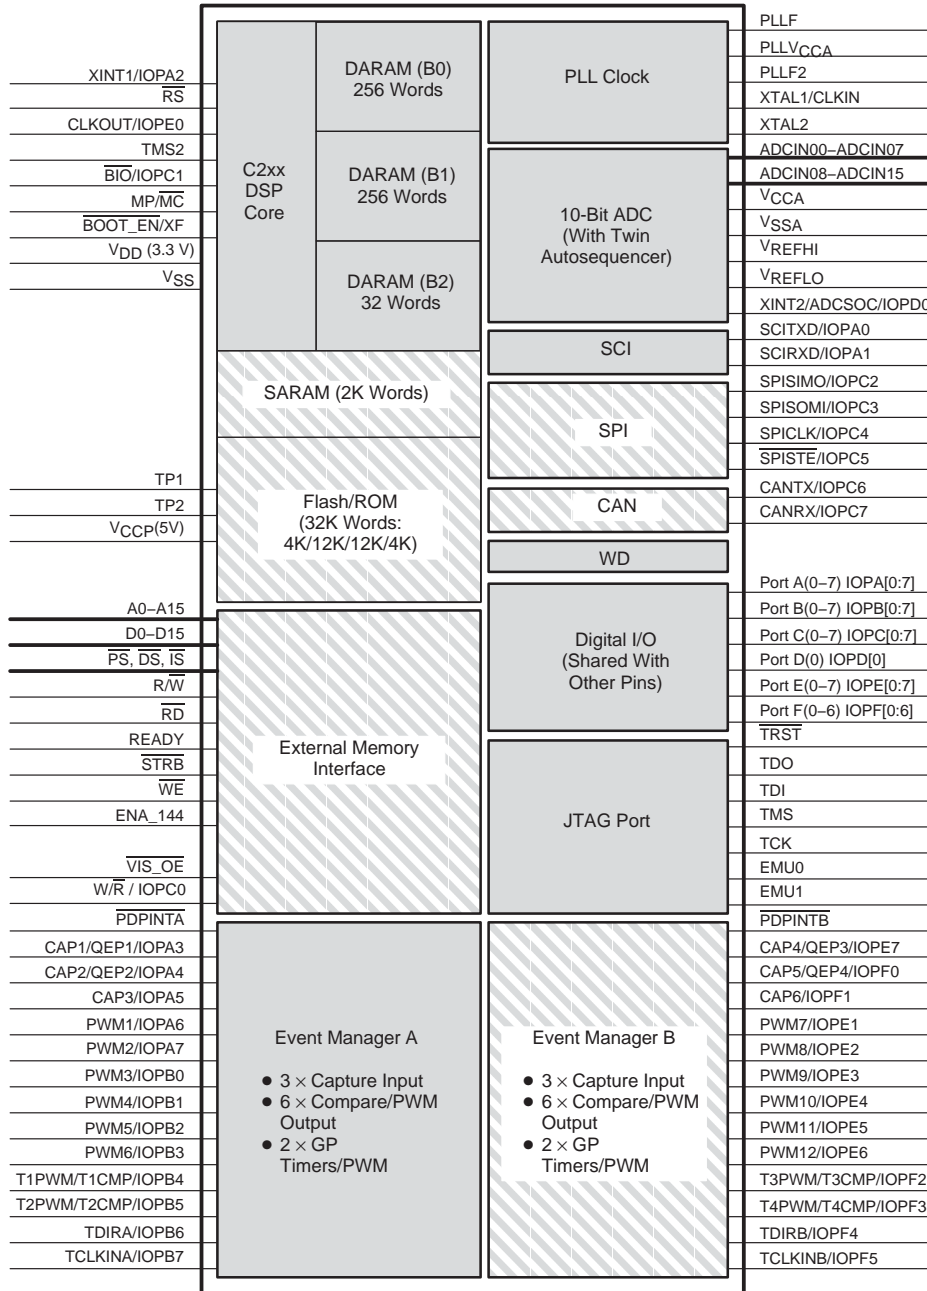 XINT1/IOPA2
RS
CLKOUT/IOPE0
TMS2
BIO/IOPC1
MP/MC
BOOT_EN/XF
VDD (3.3 V)
VSS
TP1
TP2
VCCP(5V)
A0–A15
D0–D15
PS, DS, IS
R/W
RD
READY
STRB
WE
ENA_144
VIS_OE
W/R / IOPC0
PDPINTA
CAP1/QEP1/IOPA3
CAP2/QEP2/IOPA4
CAP3/IOPA5
PWM1/IOPA6
PWM2/IOPA7
PWM3/IOPB0
PWM4/IOPB1
PWM5/IOPB2
PWM6/IOPB3
T1PWM/T1CMP/IOPB4
T2PWM/T2CMP/IOPB5
TDIRA/IOPB6
TCLKINA/IOPB7
C2xx
DSP
Core
DARAM (B0)
256 Words
DARAM (B1)
256 Words
DARAM (B2)
32 Words
SARAM (2K Words)
Flash/ROM
(32K Words:
4K/12K/12K/4K)
External Memory
Interface
Event Manager A
● 3 × Capture Input
● 6 × Compare/PWM
Output
● 2 × GP
Timers/PWM
PLL Clock
10-Bit ADC
(With Twin
Autosequencer)
SCI
SPI
CAN
WD
Digital I/O
(Shared With
Other Pins)
JTAG Port
Event Manager B
● 3 × Capture Input
● 6 × Compare/PWM
Output
● 2 × GP
Timers/PWM
PLLF
PLLVCCA
PLLF2
XTAL1/CLKIN
XTAL2
ADCIN00–ADCIN07
ADCIN08–ADCIN15
VCCA
VSSA
VREFHI
VREFLO
XINT2/ADCSOC/IOPD0
SCITXD/IOPA0
SCIRXD/IOPA1
SPISIMO/IOPC2
SPISOMI/IOPC3
SPICLK/IOPC4
SPISTE/IOPC5
CANTX/IOPC6
CANRX/IOPC7
Port A(0–7) IOPA[0:7]
Port B(0–7) IOPB[0:7]
Port C(0–7) IOPC[0:7]
Port D(0) IOPD[0]
Port E(0–7) IOPE[0:7]
Port F(0–6) IOPF[0:6]
TRST
TDO
TDI
TMS
TCK
EMU0
EMU1
PDPINTB
CAP4/QEP3/IOPE7
CAP5/QEP4/IOPF0
CAP6/IOPF1
PWM7/IOPE1
PWM8/IOPE2
PWM9/IOPE3
PWM10/IOPE4
PWM11/IOPE5
PWM12/IOPE6
T3PWM/T3CMP/IOPF2
T4PWM/T4CMP/IOPF3
TDIRB/IOPF4
TCLKINB/IOPF5